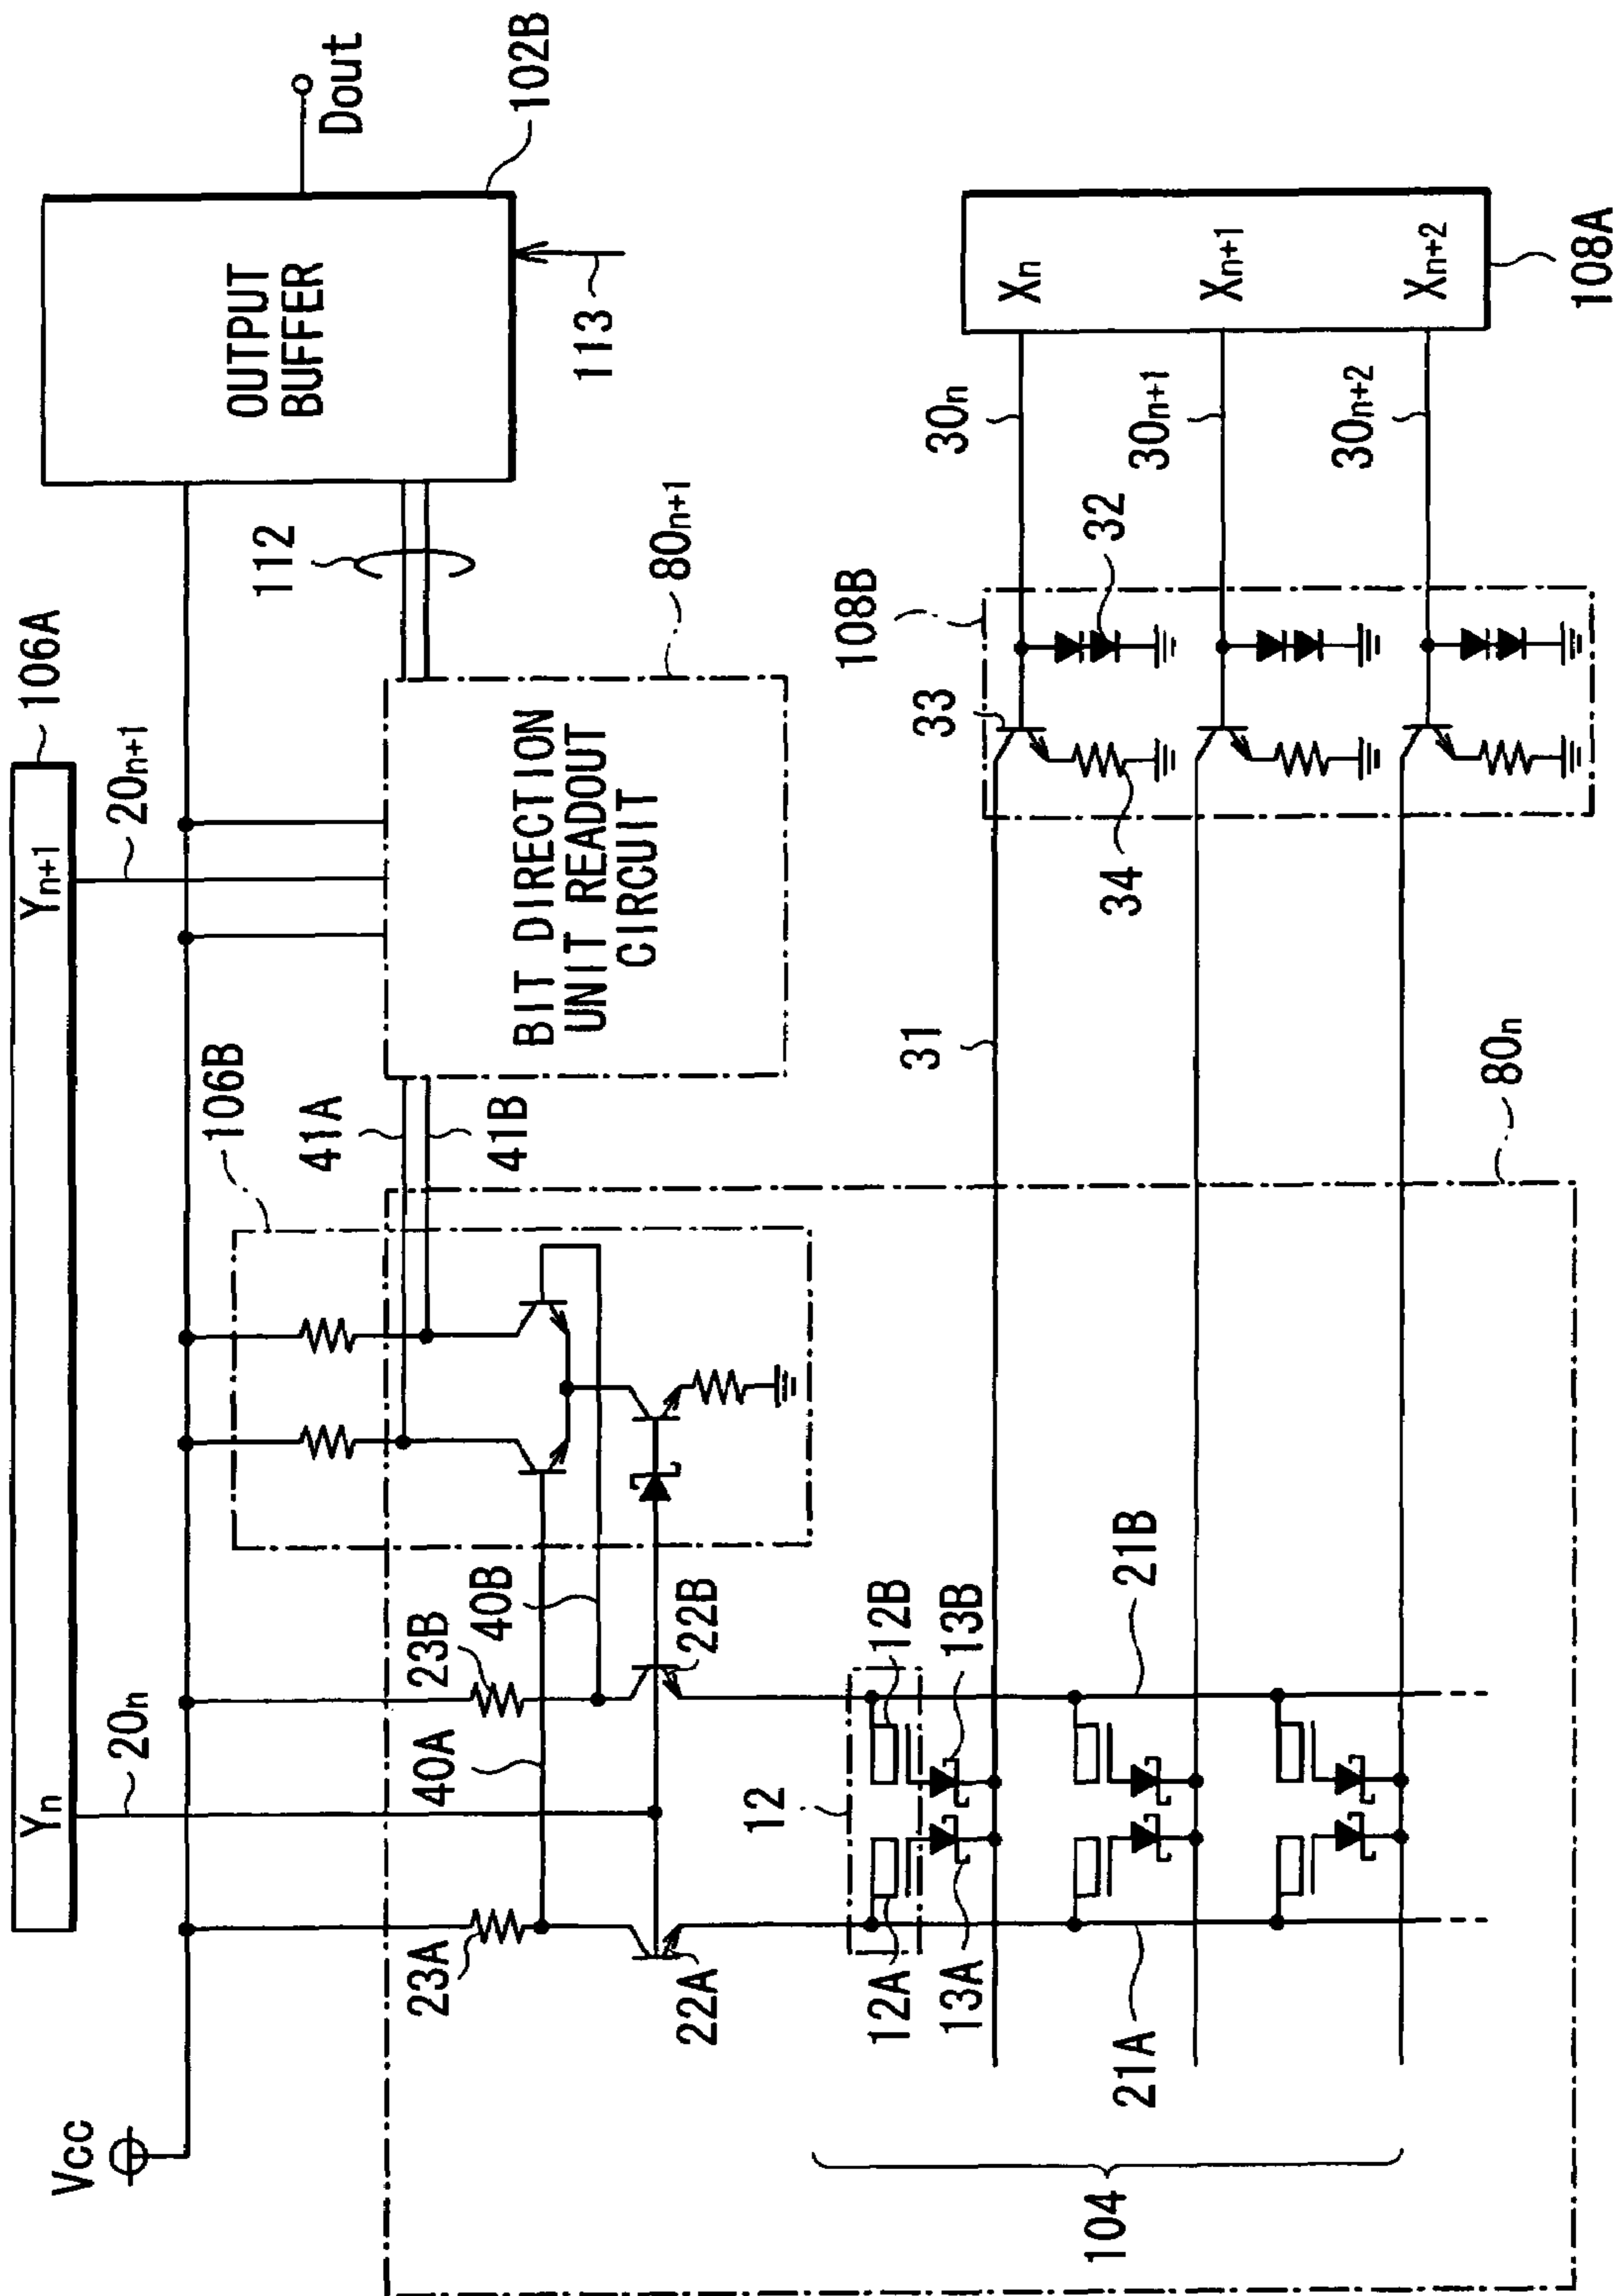 Vcc
Yn
106A
Yn+1
20n
20n+1
OUTPUT
BUFFER
Dout
102B
112
113
23A
23B
40A
40B
106B
41A
41B
BIT DIRECTION
UNIT READOUT
CIRCUIT
80n+1
22A
22B
12
12A
12B
13A
13B
21A
21B
104
31
80n
108B
33
32
34
30n
30n+1
30n+2
Xn
Xn+1
Xn+2
108A